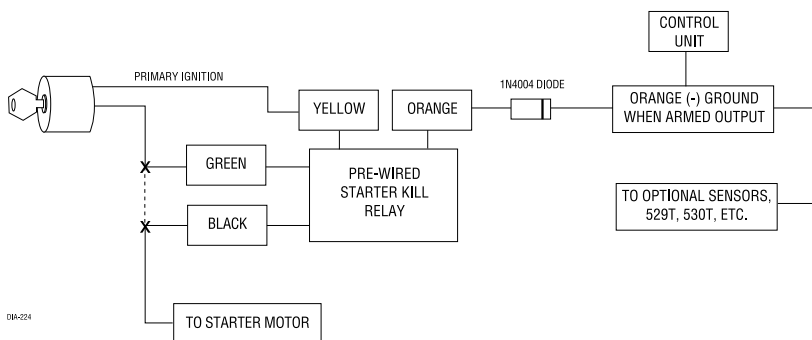 CONTROL
UNIT
PRIMARY IGNITION
1N4004 DIODE
YELLOW
ORANGE
ORANGE (-) GROUND
WHEN ARMED OUTPUT
GREEN
PRE-WIRED
STARTER KILL
RELAY
TO OPTIONAL SENSORS,
529T, 530T, ETC.
BLACK
X
X
DIA-224
TO STARTER MOTOR